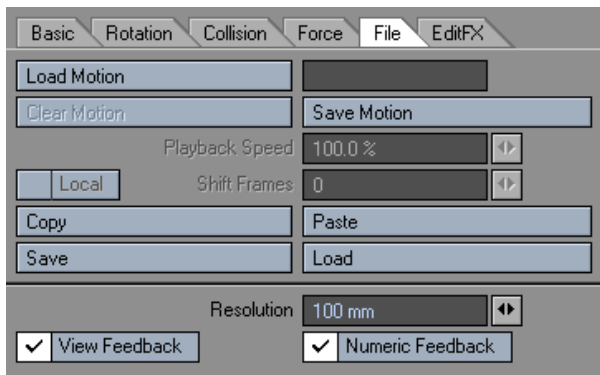 Basic Rotation Collision Force File EditFX
Load Motion
Clear Motion Save Motion
Playback Speed 100.0 %
Local Shift Frames 0
Copy Paste
Save Load
Resolution 100 mm
View Feedback Numeric Feedback